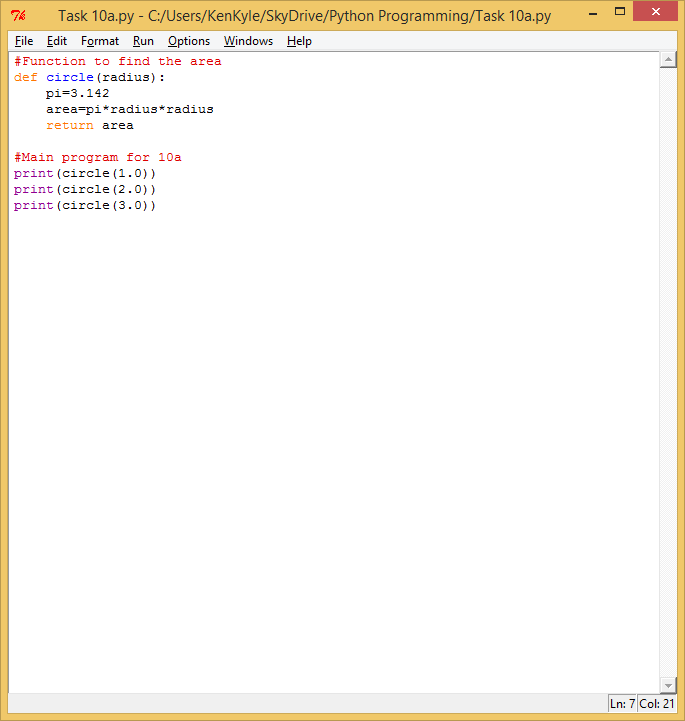 Task 10a.py - C:/Users/KenKyle/SkyDrive/Python Programming/Task 10a.py
File Edit Format Run Options Windows Help
#Function to find the area
def circle(radius):
    pi=3.142
    area=pi*radius*radius
    return area

#Main program for 10a
print(circle(1.0))
print(circle(2.0))
print(circle(3.0))
Ln: 7 Col: 21